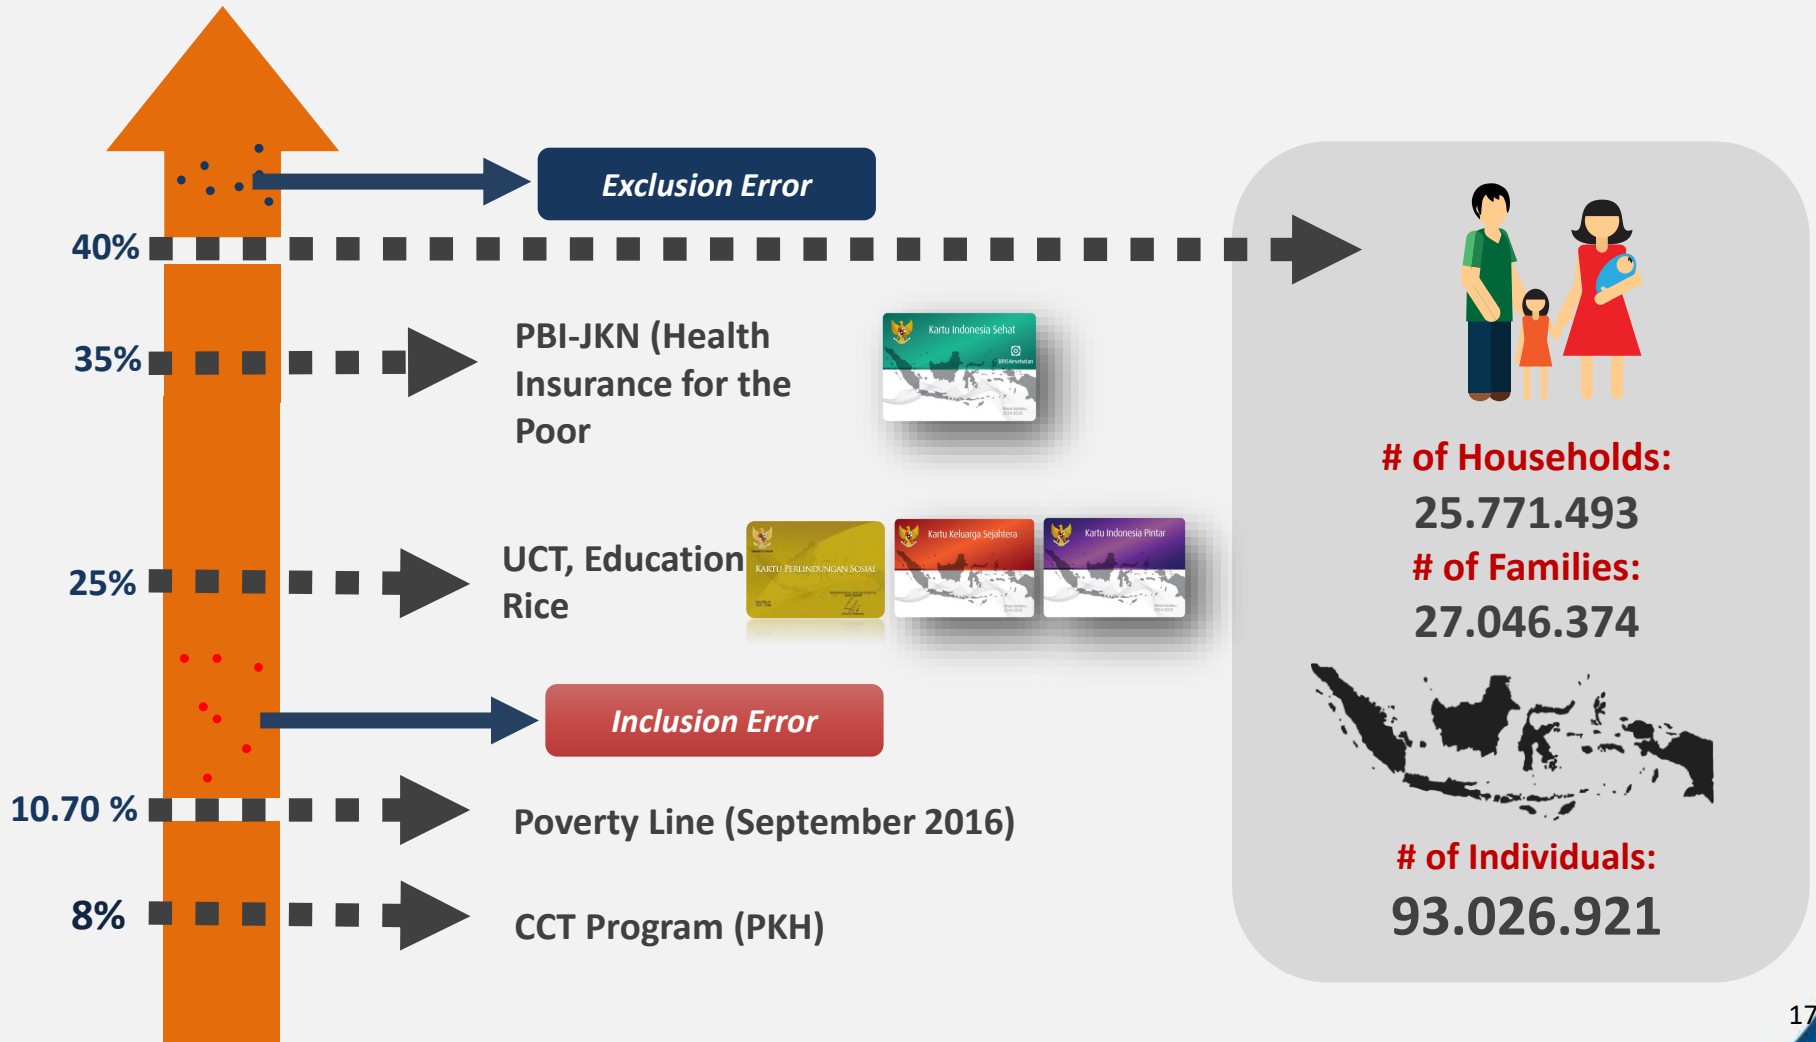 Exclusion Error
40%
35%
PBI-JKN (Health
Insurance for the
Poor
Kartu Indonesia Sehat
BPJS Kesehatan
25%
UCT, Education
Rice
KARTU PERLINDUNGAN SOSIAL
Kartu Keluarga Sejahtera
Kartu Indonesia Pintar
Inclusion Error
10.70 %
Poverty Line (September 2016)
8%
CCT Program (PKH)
# of Households:
25.771.493
# of Families:
27.046.374
# of Individuals:
93.026.921
17